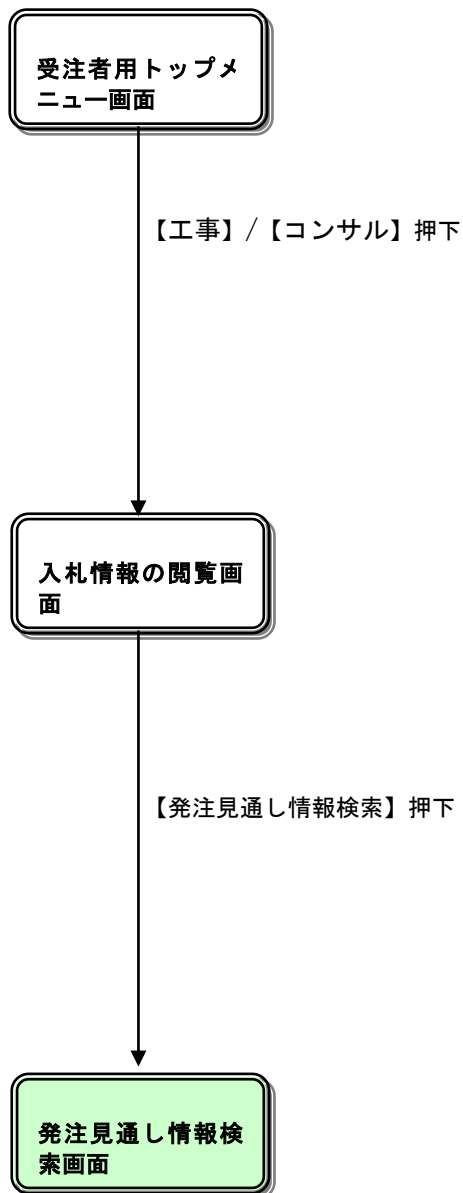 受注者用トップメ
ニュー画面
【工事】/【コンサル】押下
入札情報の閲覧画
面
【発注見通し情報検索】押下
発注見通し情報検
索画面